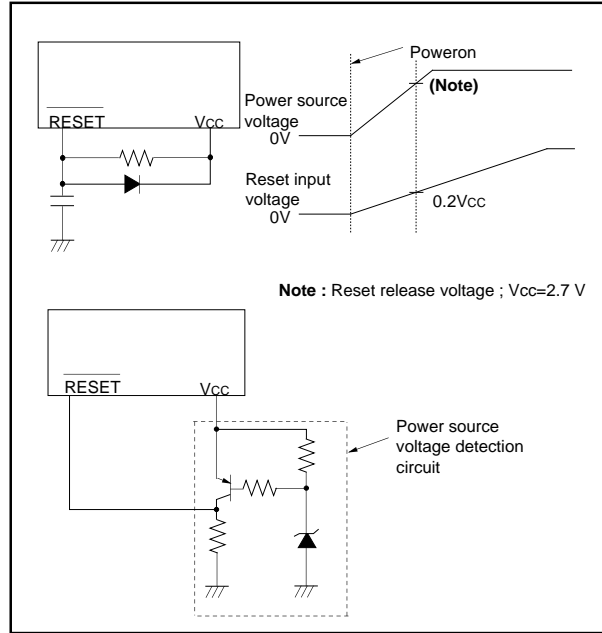 RESET
VCC
Poweron
(Note)
Power source
voltage
0V
Reset input
voltage
0V
0.2VCC
Note : Reset release voltage ; Vcc=2.7 V
RESET
VCC
Power source
voltage detection
circuit